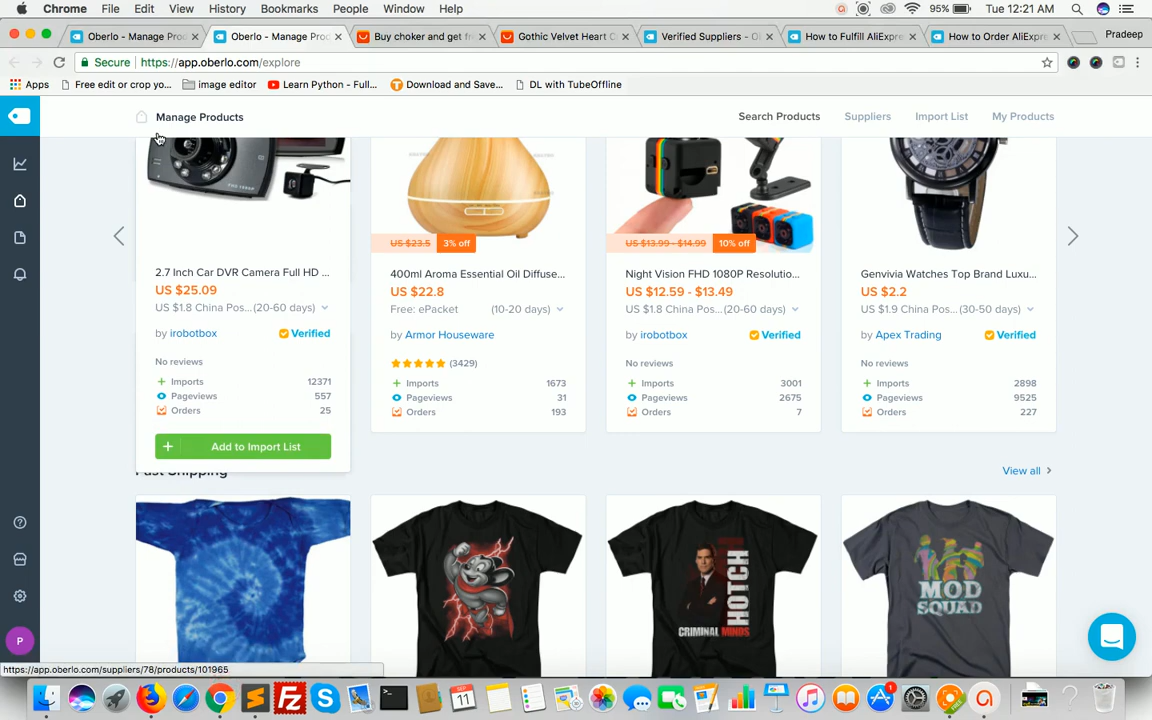 Chrome File Edit View History Bookmarks People Window Help 95% Tue 12:21 AM
Oberlo - Manage Proc × Oberlo - Manage Proc × Buy choker and get fr × Gothic Velvet Heart C × Verified Suppliers - O × How to Fulfill AliExpre × How to Order AliExpre × Pradeep
Secure https://app.oberlo.com/explore
Apps Free edit or crop yo... image editor Learn Python - Full... Download and Save... DL with TubeOffline
Manage Products Search Products Suppliers Import List My Products
US $23.5 3% off US $13.99 - $14.99 10% off
2.7 Inch Car DVR Camera Full HD ... 400ml Aroma Essential Oil Diffuse... Night Vision FHD 1080P Resolutio... Genvivia Watches Top Brand Luxu...
US $25.09 US $22.8 US $12.59 - $13.49 US $2.2
US $1.8 China Pos... (20-60 days) Free: ePacket (10-20 days) US $1.8 China Pos... (20-60 days) US $1.9 China Pos... (30-50 days)
by irobotbox Verified by Armor Houseware by irobotbox Verified by Apex Trading Verified
No reviews (3429) No reviews No reviews
Imports 12371 Imports 1673 Imports 3001 Imports 2898
Pageviews 557 Pageviews 31 Pageviews 2675 Pageviews 9525
Orders 25 Orders 193 Orders 7 Orders 227
+ Add to Import List
Fast Shipping View all >
HOTCH
CRIMINAL MINDS
MOD
SQUAD
P
https://app.oberlo.com/suppliers/78/products/101965
SEP
11
1
FREE